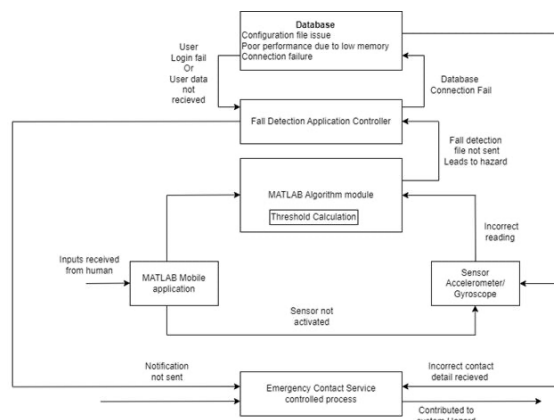 Database
Configuration file issue
Poor performance due to low memory
Connection failure
User
Login fail
Or
User data
not
recieved
Database
Connection Fail
Fall Detection Application Controller
Fall detection
file not sent
Leads to hazard
MATLAB Algorithm module
Threshold Calculation
Incorrect
reading
Inputs received
from human
MATLAB Mobile
application
Sensor
Accelerometer/
Gyroscope
Sensor not
activated
Notification
not sent
Incorrect contact
detail recieved
Emergency Contact Service
controlled process
Contributed to
system Hazard